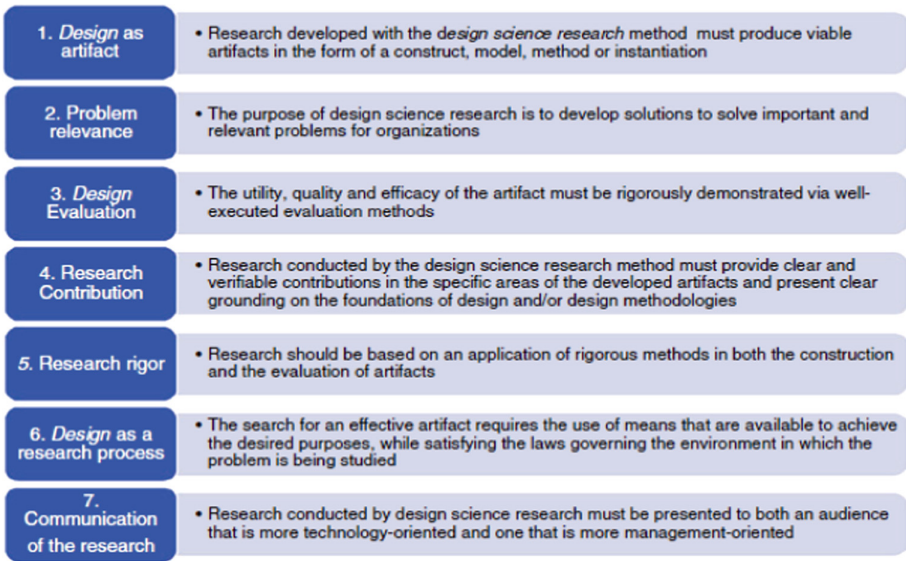 1. Design as
artifact
• Research developed with the design science research method must produce viable
artifacts in the form of a construct, model, method or instantiation
2. Problem
relevance
• The purpose of design science research is to develop solutions to solve important and
relevant problems for organizations
3. Design
Evaluation
• The utility, quality and efficacy of the artifact must be rigorously demonstrated via well-
executed evaluation methods
4. Research
Contribution
• Research conducted by the design science research method must provide clear and
verifiable contributions in the specific areas of the developed artifacts and present clear
grounding on the foundations of design and/or design methodologies
5. Research rigor
• Research should be based on an application of rigorous methods in both the construction
and the evaluation of artifacts
6. Design as a
research process
• The search for an effective artifact requires the use of means that are available to achieve
the desired purposes, while satisfying the laws governing the environment in which the
problem is being studied
7.
Communication
of the research
• Research conducted by design science research must be presented to both an audience
that is more technology-oriented and one that is more management-oriented